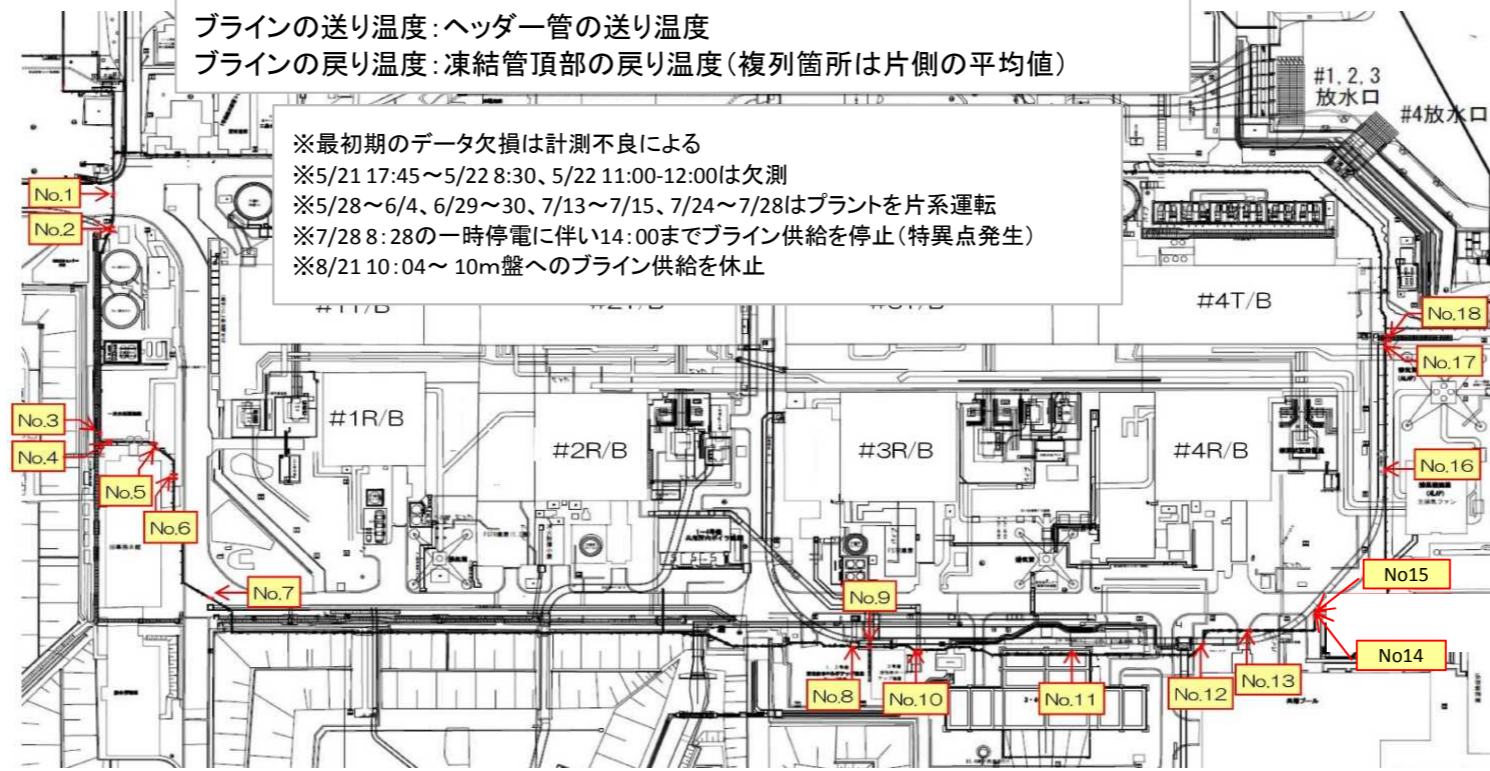 ブラインの送り温度：ヘッダー管の送り温度
ブラインの戻り温度：凍結管頂部の戻り温度（複列箇所は片側の平均値）
#1,2,3
放水口
#4放水口
※最初期のデータ欠損は計測不良による
※5/21 17:45～5/22 8:30、5/22 11:00-12:00は欠測
※5/28～6/4、6/29～30、7/13～7/15、7/24～7/28はプラントを片系運転
※7/28 8:28の一時停電に伴い14:00までブライン供給を停止（特異点発生）
※8/21 10:04～ 10m盤へのブライン供給を休止
No.1
No.2
#4T/B
No.18
No.17
No.3
No.4
No.5
No.6
#1R/B
#2R/B
#3R/B
#4R/B
No.16
No.7
No.9
No15
No14
No.8
No.10
No.11
No.12
No.13
共用プール